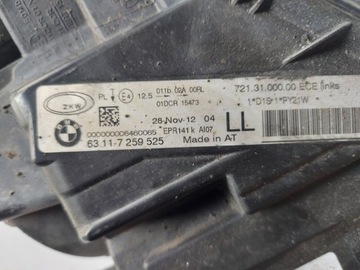 ZKW PL E4 12.5 011b 02A 00RL 721.31.000.00 ECE links
01DCR 15473 1*D1S+1*PY21W
BMW 28-Nov-12 04 LL
EPR141k AI07
63 11-7 259 525 Made in AT